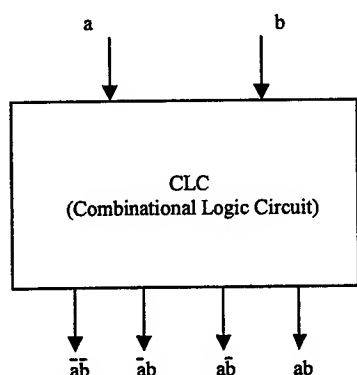 a b
CLC
(Combinational Logic Circuit)
āb̄ āb ab̄ ab